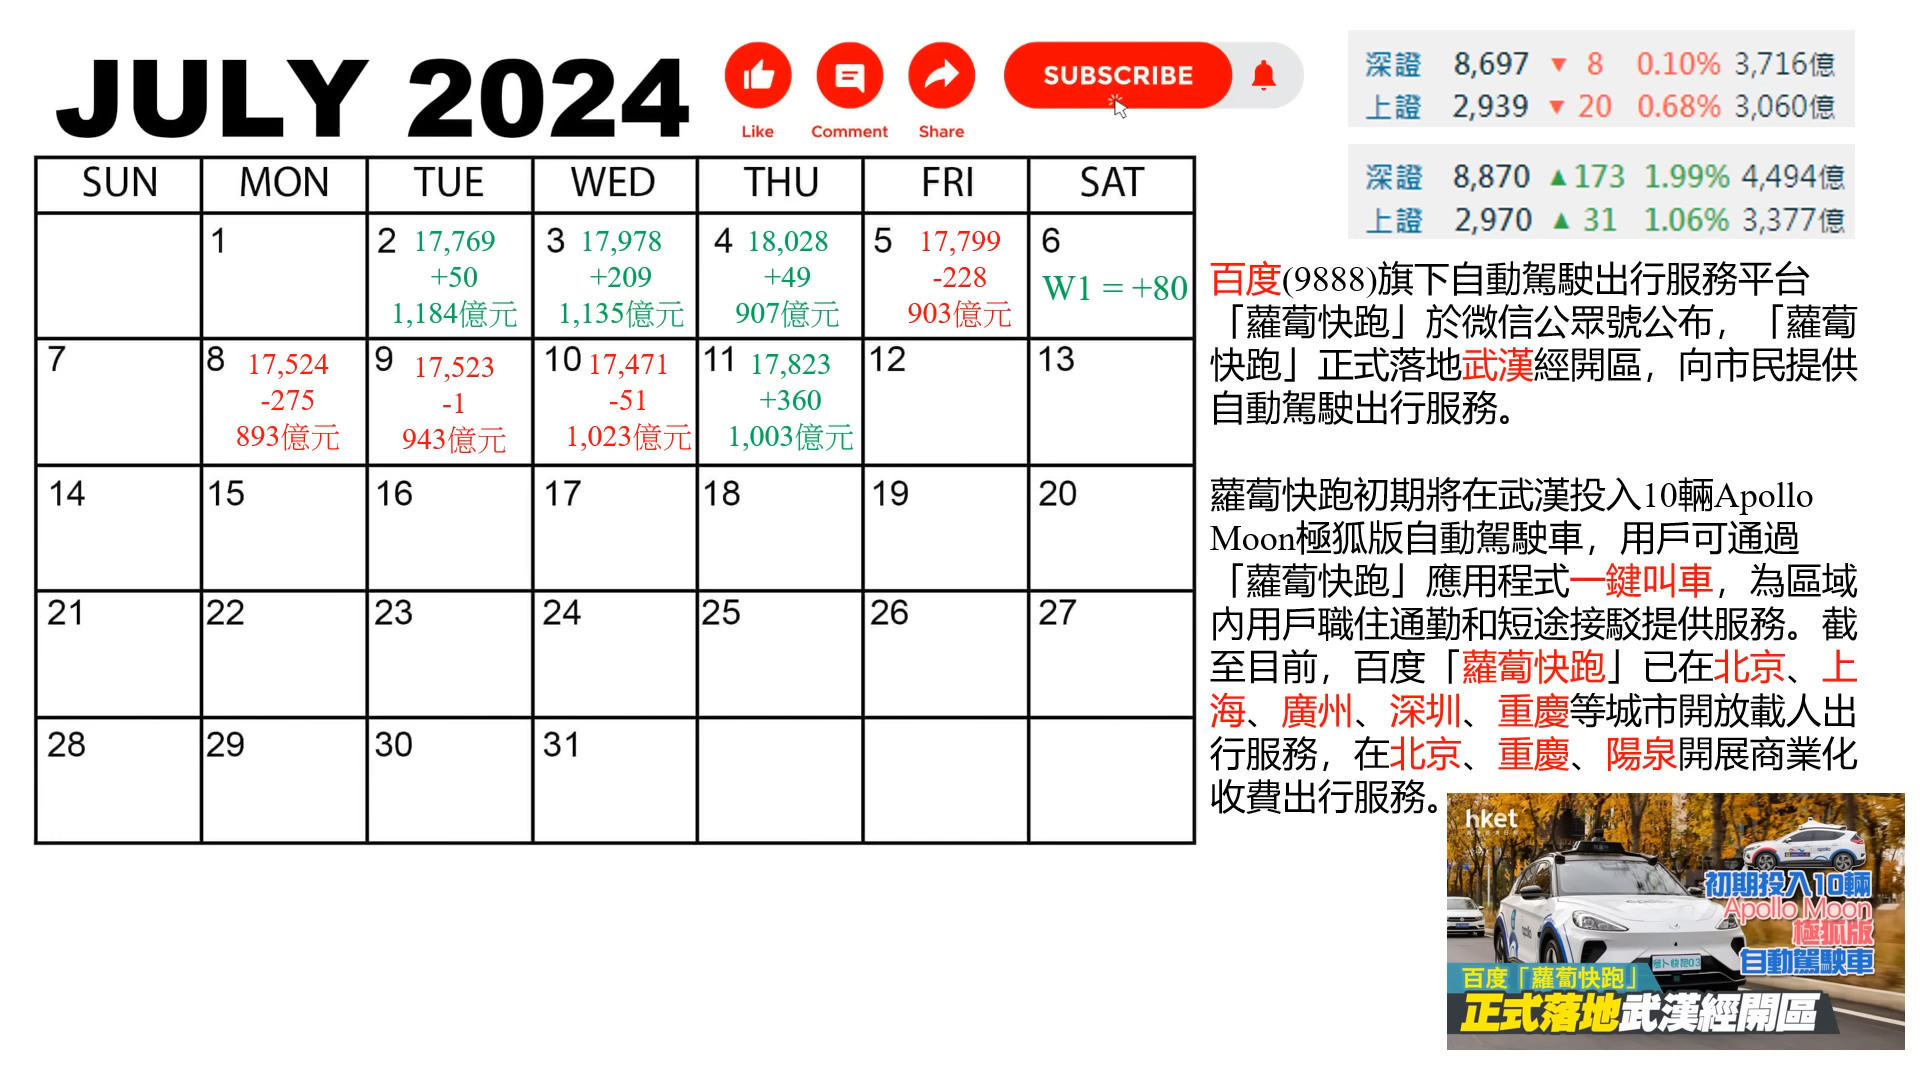 JULY 2024
Like
Comment
Share
SUBSCRIBE
深證 8,697 ▼ 8 0.10% 3,716億
上證 2,939 ▼ 20 0.68% 3,060億
深證 8,870 ▲173 1.99% 4,494億
上證 2,970 ▲ 31 1.06% 3,377億
SUN MON TUE WED THU FRI SAT
1
2 17,769
+50
1,184億元
3 17,978
+209
1,135億元
4 18,028
+49
907億元
5 17,799
-228
903億元
6
W1 = +80
7
8 17,524
-275
893億元
9 17,523
-1
943億元
10 17,471
-51
1,023億元
11 17,823
+360
1,003億元
12
13
14 15 16 17 18 19 20
21 22 23 24 25 26 27
28 29 30 31
百度(9888)旗下自動駕駛出行服務平台
「蘿蔔快跑」於微信公眾號公布，「蘿蔔
快跑」正式落地武漢經開區，向市民提供
自動駕駛出行服務。
蘿蔔快跑初期將在武漢投入10輛Apollo
Moon極狐版自動駕駛車，用戶可通過
「蘿蔔快跑」應用程式一鍵叫車，為區域
內用戶職住通勤和短途接駁提供服務。截
至目前，百度「蘿蔔快跑」已在北京、上
海、廣州、深圳、重慶等城市開放載人出
行服務，在北京、重慶、陽泉開展商業化
收費出行服務。
hket
初期投入10輛
Apollo Moon
極狐版
自動駕駛車
百度「蘿蔔快跑」
正式落地武漢經開區